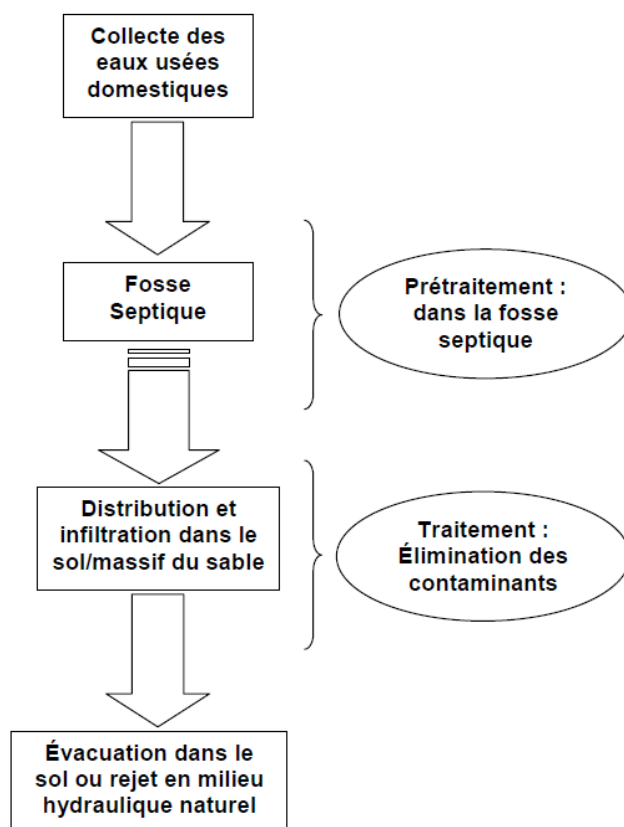 Collecte des
eaux usées
domestiques
Fosse
Septique
Prétraitement :
dans la fosse
septique
Distribution et
infiltration dans le
sol/massif du sable
Traitement :
Élimination des
contaminants
Évacuation dans le
sol ou rejet en milieu
hydraulique naturel